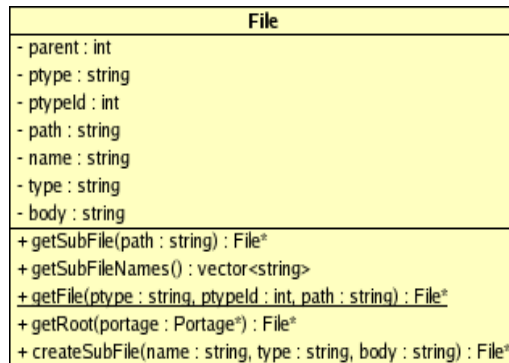 File
- parent : int
- ptype : string
- ptypeId : int
- path : string
- name : string
- type : string
- body : string
+ getSubFile(path : string) : File*
+ getSubFileNames() : vector<string>
+ getFile(ptype : string, ptypeId : int, path : string) : File*
+ getRoot(portage : Portage*) : File*
+ createSubFile(name : string, type : string, body : string) : File*